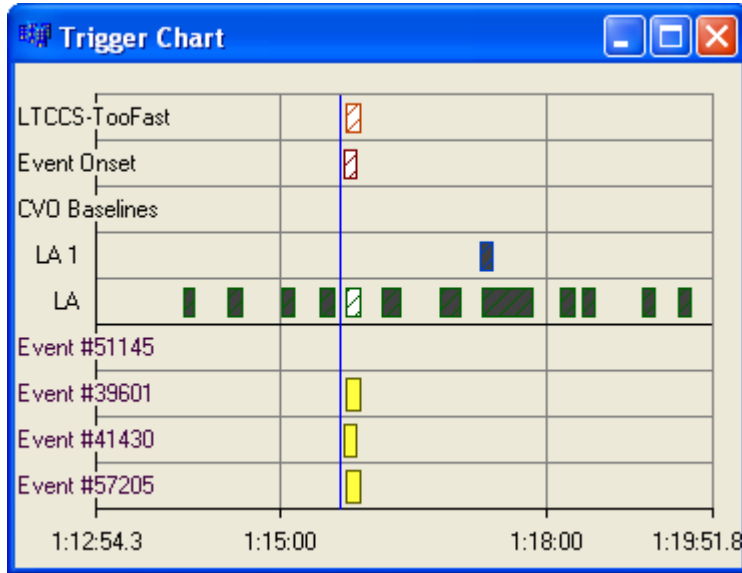 Trigger Chart
LTCCS-TooFast
Event Onset
CVO Baselines
LA 1
LA
Event #51145
Event #39601
Event #41430
Event #57205
1:12:54.3 1:15:00 1:18:00 1:19:51.8